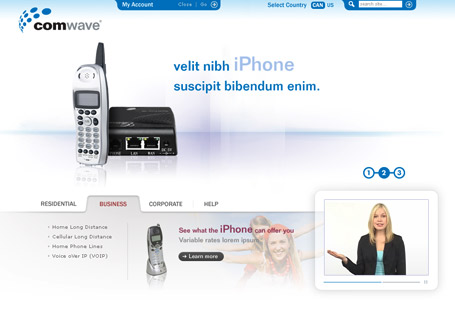 My Account
Close
Go
Select Country CAN US
search site...
comwave
velit nibh iPhone
suscipit bibendum enim.
LAN WAN
1 2 3
RESIDENTIAL BUSINESS CORPORATE HELP
Home Long Distance
Cellular Long Distance
Home Phone Lines
Voice oVer IP (VOIP)
See what the iPhone can offer you
Variable rates lorem ipsum
Learn more